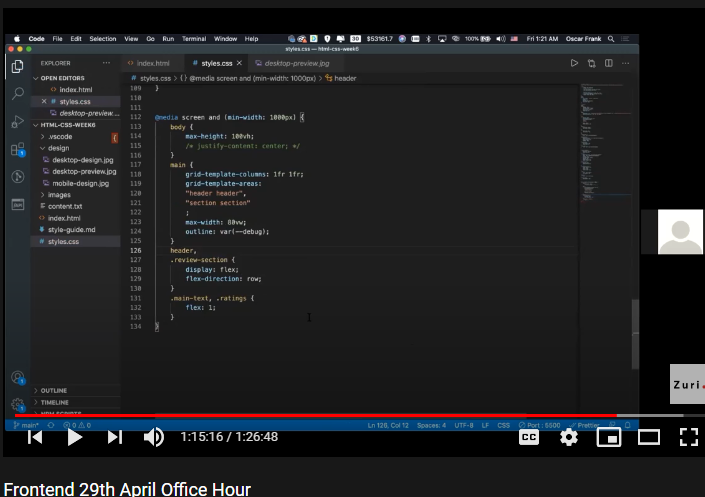 Code File Edit Selection View Go Run Terminal Window Help 30 $53161.7 100% Fri 1:21 AM Oscar Frank
styles.css — html-css-week6
EXPLORER
index.html styles.css desktop-preview.jpg
OPEN EDITORS
styles.css > {} @media screen and (min-width: 1000px) > header
index.html
styles.css
desktop-preview...
HTML-CSS-WEEK6
.vscode
design
desktop-design.jpg
desktop-preview.jpg
mobile-design.jpg
images
content.txt
index.html
style-guide.md
styles.css
109 }
110
111
112 @media screen and (min-width: 1000px) {
113 body {
114 max-height: 100vh;
115 /* justify-content: center; */
116 }
117 main {
118 grid-template-columns: 1fr 1fr;
119 grid-template-areas:
120 "header header",
121 "section section"
122 ;
123 max-width: 80vw;
124 outline: var(--debug);
125 }
126 header,
127 .review-section {
128 display: flex;
129 flex-direction: row;
130 }
131 .main-text, .ratings {
132 flex: 1;
133 }
134 }
Zuri.
OUTLINE
TIMELINE
NPM SCRIPTS
main* 0 0 Ln 126, Col 12 Spaces: 4 UTF-8 LF CSS Port : 5500 Prettier
1:15:16 / 1:26:48 CC
Frontend 29th April Office Hour